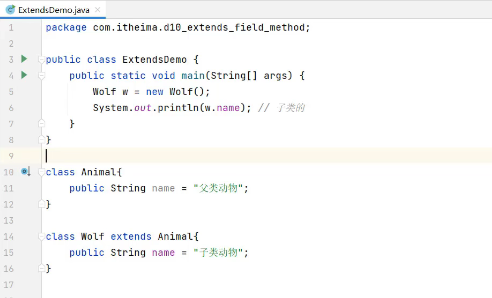 ExtendsDemo.java
1 package com.itheima.d10_extends_field_method;
2
3 public class ExtendsDemo {
4 public static void main(String[] args) {
5 Wolf w = new Wolf();
6 System.out.println(w.name); // 子类的
7 }
8 }
9
10 class Animal{
11 public String name = "父类动物";
12 }
13
14 class Wolf extends Animal{
15 public String name = "子类动物";
16 }
17